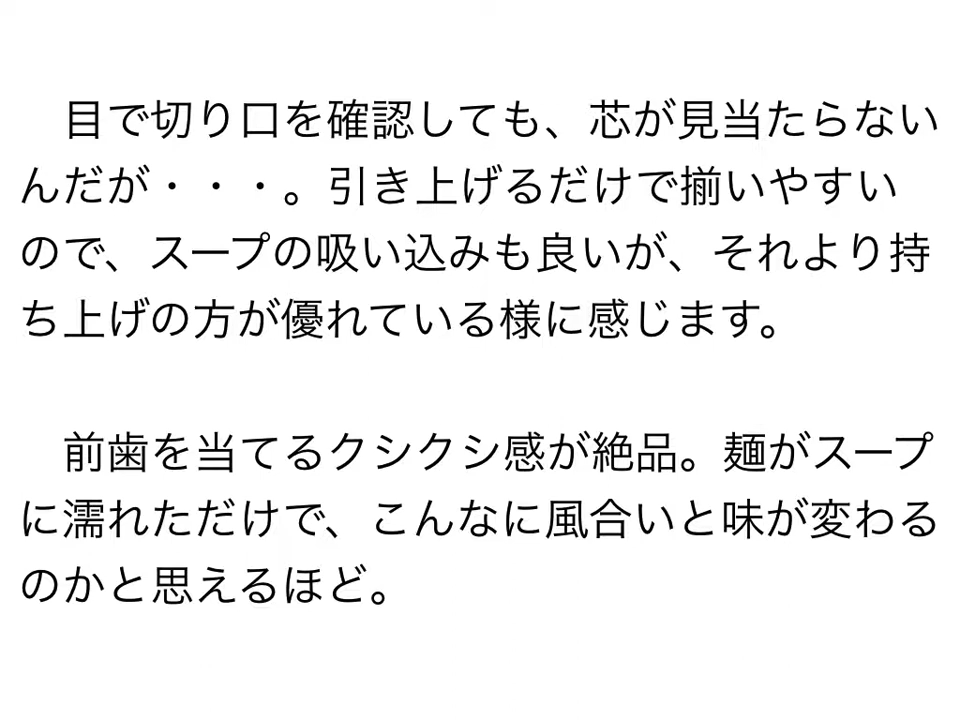 目で切り口を確認しても、芯が見当たらない
んだが・・・。引き上げるだけで揃いやすい
ので、スープの吸い込みも良いが、それより持
ち上げの方が優れている様に感じます。
　前歯を当てるクシクシ感が絶品。麺がスープ
に濡れただけで、こんなに風合いと味が変わる
のかと思えるほど。